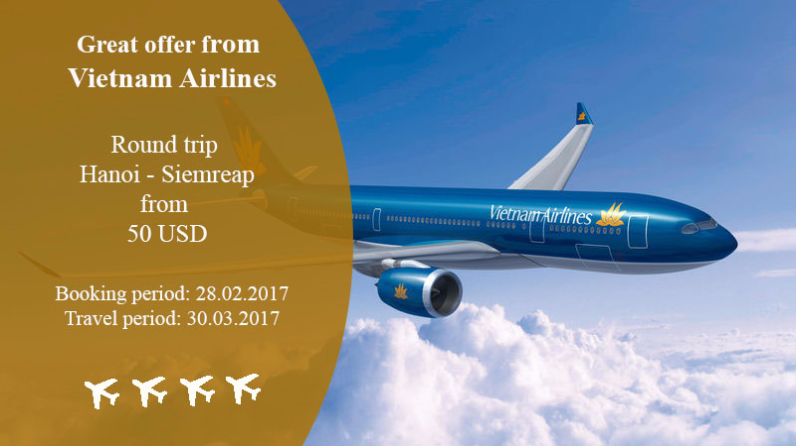 Great offer from
Vietnam Airlines
Round trip
Hanoi - Siemreap
from
50 USD
Booking period: 28.02.2017
Travel period: 30.03.2017
Vietnam Airlines